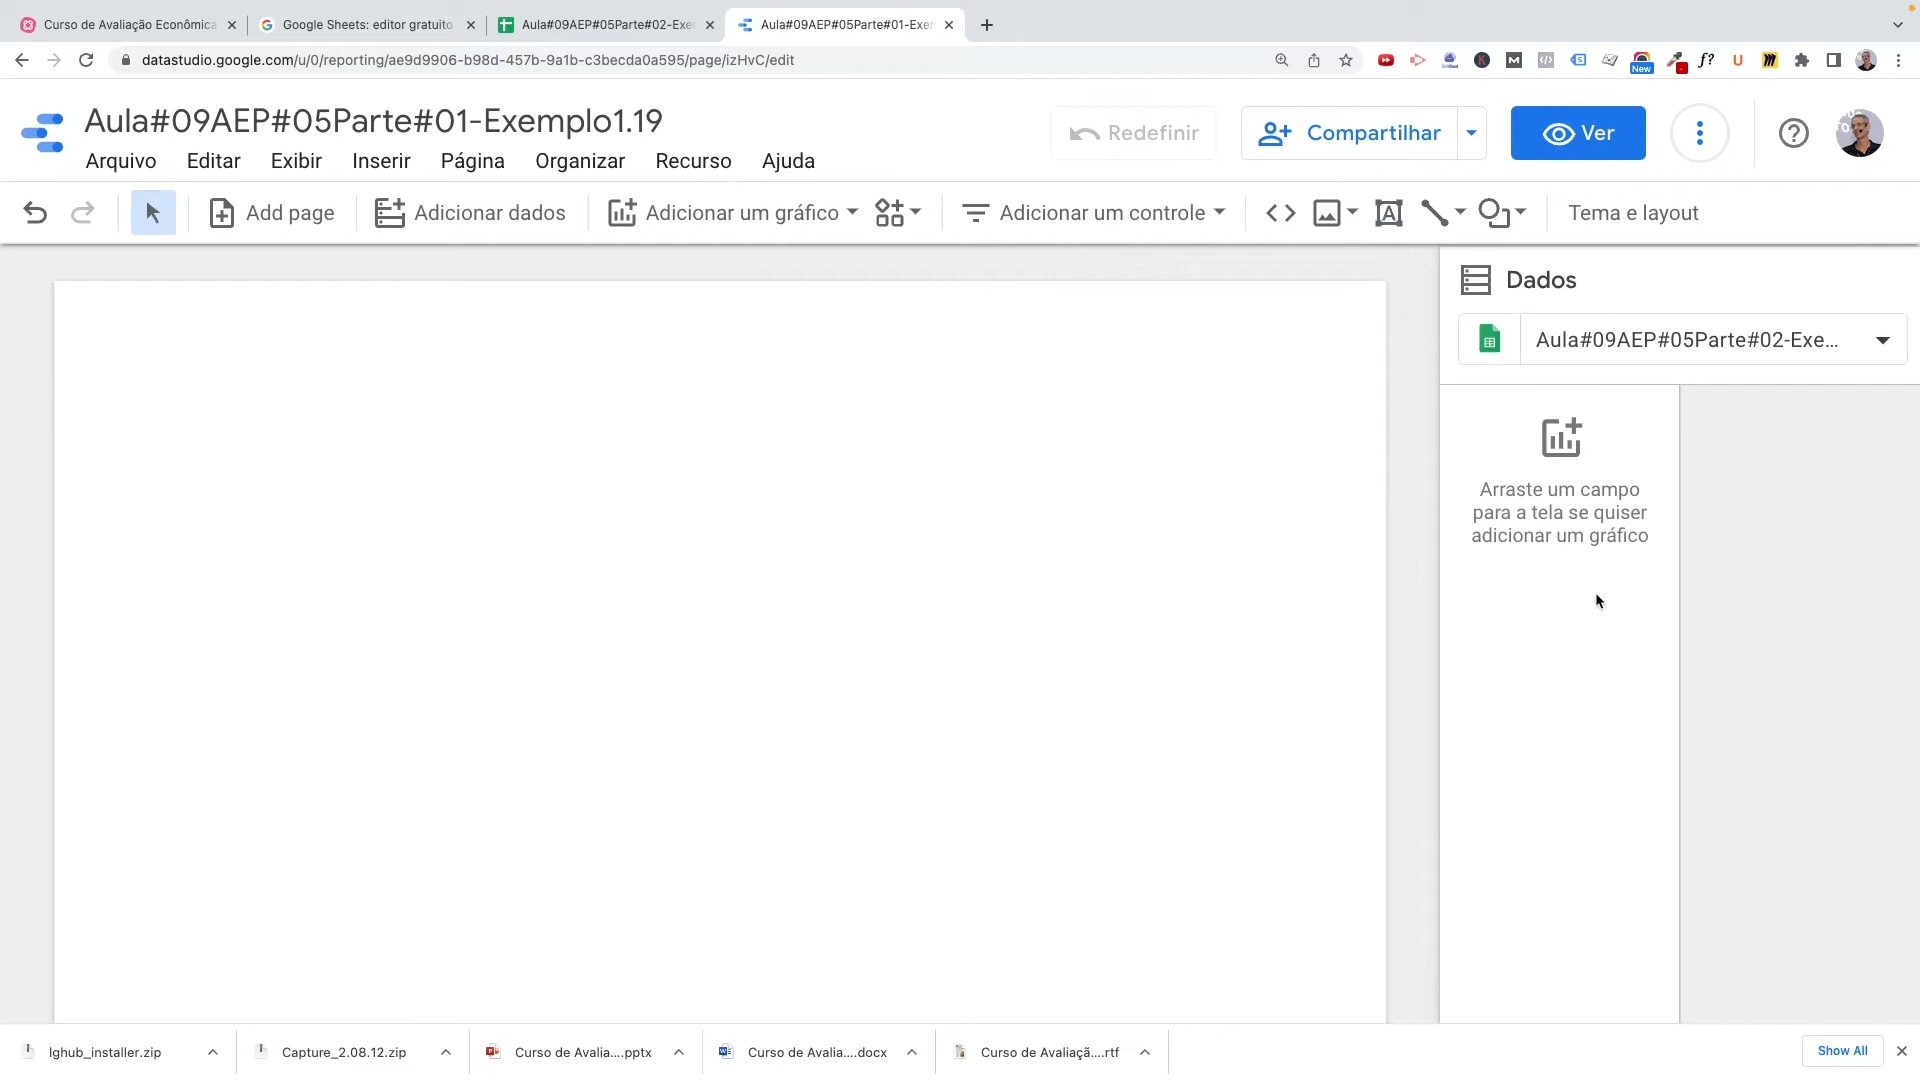 Curso de Avaliação Econômica
Google Sheets: editor gratuito
Aula#09AEP#05Parte#02-Exe
Aula#09AEP#05Parte#01-Exen
datastudio.google.com/u/0/reporting/ae9d9906-b98d-457b-9a1b-c3becda0a595/page/izHvC/edit
New
f?
Aula#09AEP#05Parte#01-Exemplo1.19
Redefinir
Compartilhar
Ver
Arquivo
Editar
Exibir
Inserir
Página
Organizar
Recurso
Ajuda
Add page
Adicionar dados
Adicionar um gráfico
Adicionar um controle
Tema e layout
Dados
Aula#09AEP#05Parte#02-Exe...
Arraste um campo
para a tela se quiser
adicionar um gráfico
lghub_installer.zip
Capture_2.08.12.zip
Curso de Avalia....pptx
Curso de Avalia....docx
Curso de Avaliaçã....rtf
Show All